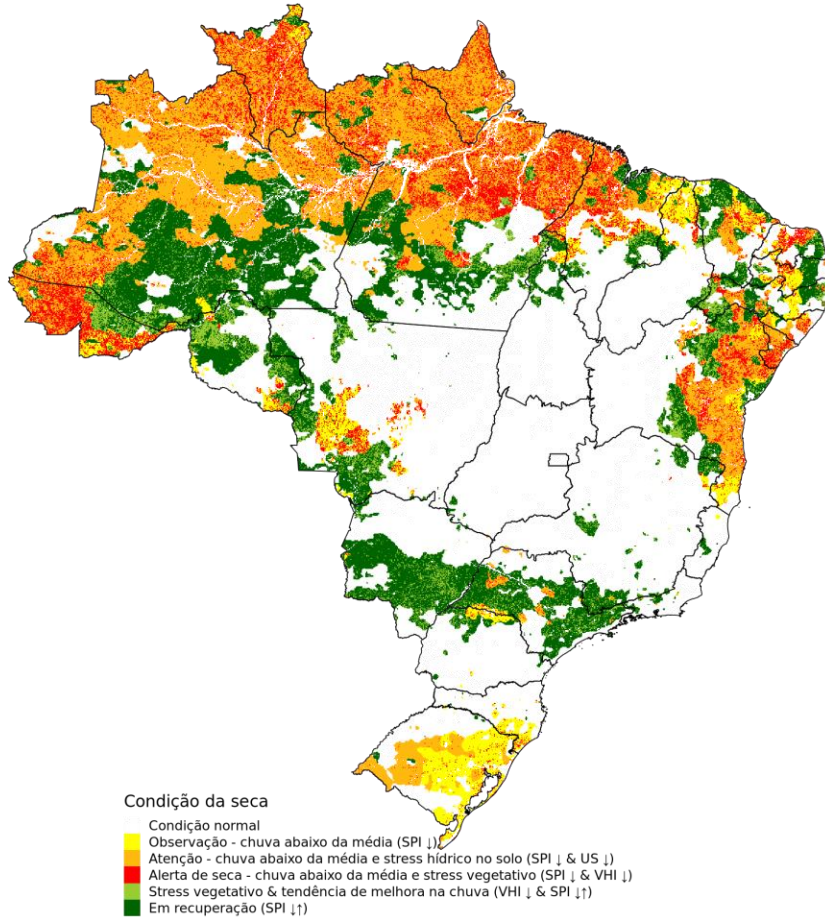 Condição da seca
Condição normal
Observação - chuva abaixo da média (SPI ↓)
Atenção - chuva abaixo da média e stress hídrico no solo (SPI ↓ & US ↓)
Alerta de seca - chuva abaixo da média e stress vegetativo (SPI ↓ & VHI ↓)
Stress vegetativo & tendência de melhora na chuva (VHI ↓ & SPI ↓↑)
Em recuperação (SPI ↓↑)